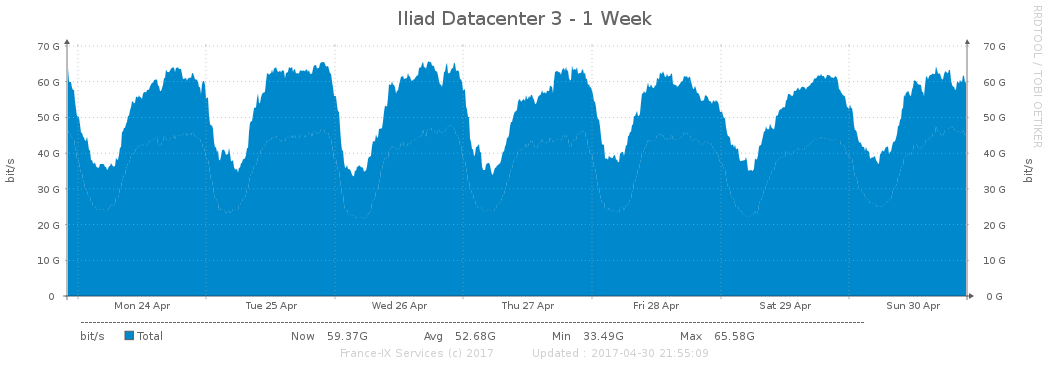 Iliad Datacenter 3 - 1 Week
RRDTOOL / TOBI OETIKER
70 G 70 G
60 G 60 G
50 G 50 G
40 G 40 G
30 G 30 G
20 G 20 G
10 G 10 G
0 0 G
bit/s
bit/s
Mon 24 Apr Tue 25 Apr Wed 26 Apr Thu 27 Apr Fri 28 Apr Sat 29 Apr Sun 30 Apr
bit/s Total Now 59.37G Avg 52.68G Min 33.49G Max 65.58G
France-IX Services (c) 2017 Updated : 2017-04-30 21:55:09